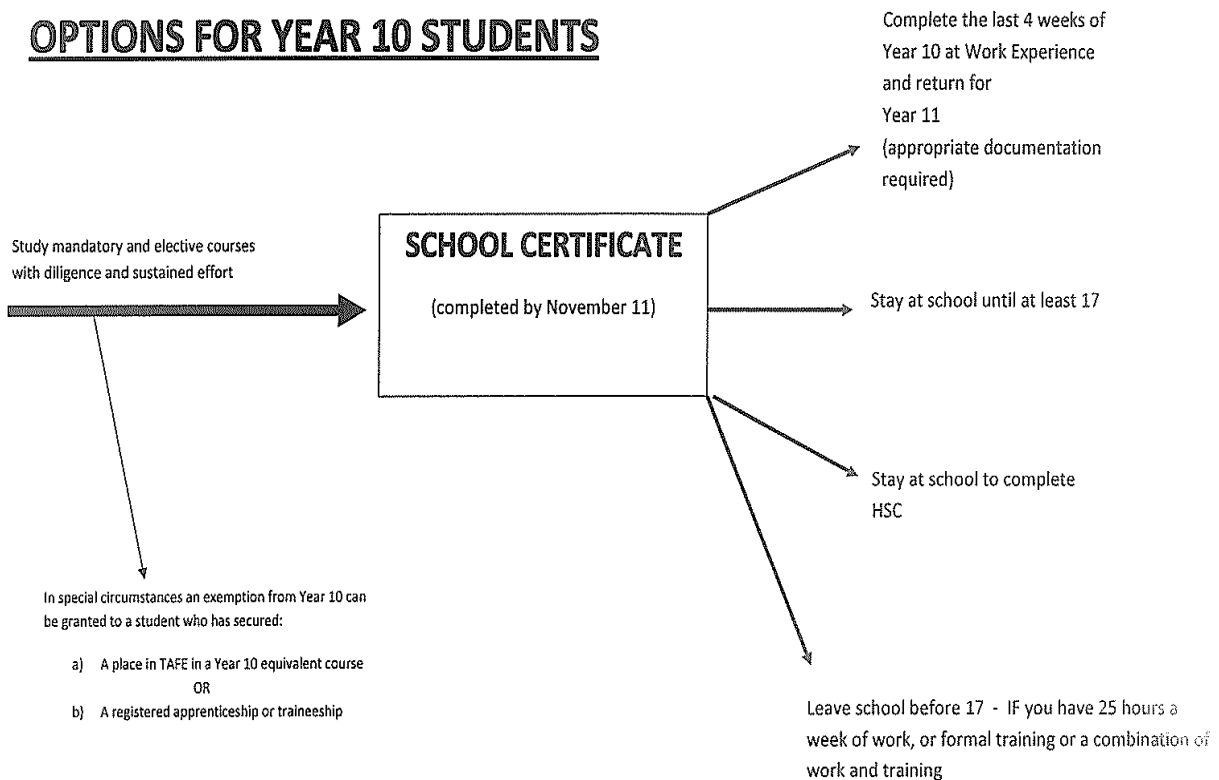 OPTIONS FOR YEAR 10 STUDENTS
Complete the last 4 weeks of
Year 10 at Work Experience
and return for
Year 11
(appropriate documentation
required)
Study mandatory and elective courses
with diligence and sustained effort
SCHOOL CERTIFICATE
(completed by November 11)
Stay at school until at least 17
Stay at school to complete
HSC
In special circumstances an exemption from Year 10 can
be granted to a student who has secured:
a) A place in TAFE in a Year 10 equivalent course
OR
b) A registered apprenticeship or traineeship
Leave school before 17 - IF you have 25 hours a
week of work, or formal training or a combination of
work and training